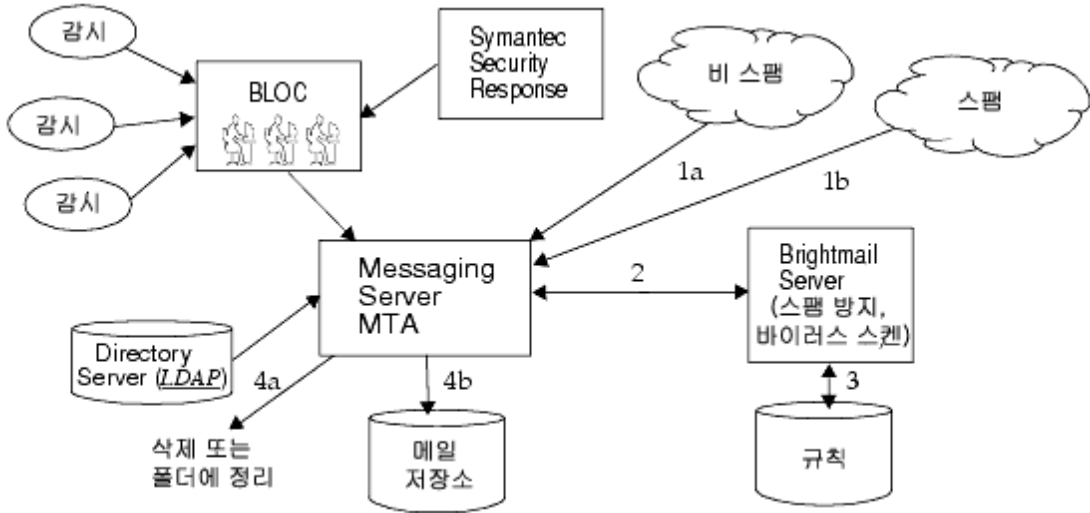 감시
Symantec
Security
Response
비 스팸
스팸
BLOC
감시
감시
1a
1b
Messaging
Server
MTA
2
Brightmail
Server
(스팸 방지,
바이러스 스켄)
Directory
Server (LDAP)
4a
4b
3
삭제 또는
폴더에 정리
메일
저장소
규칙